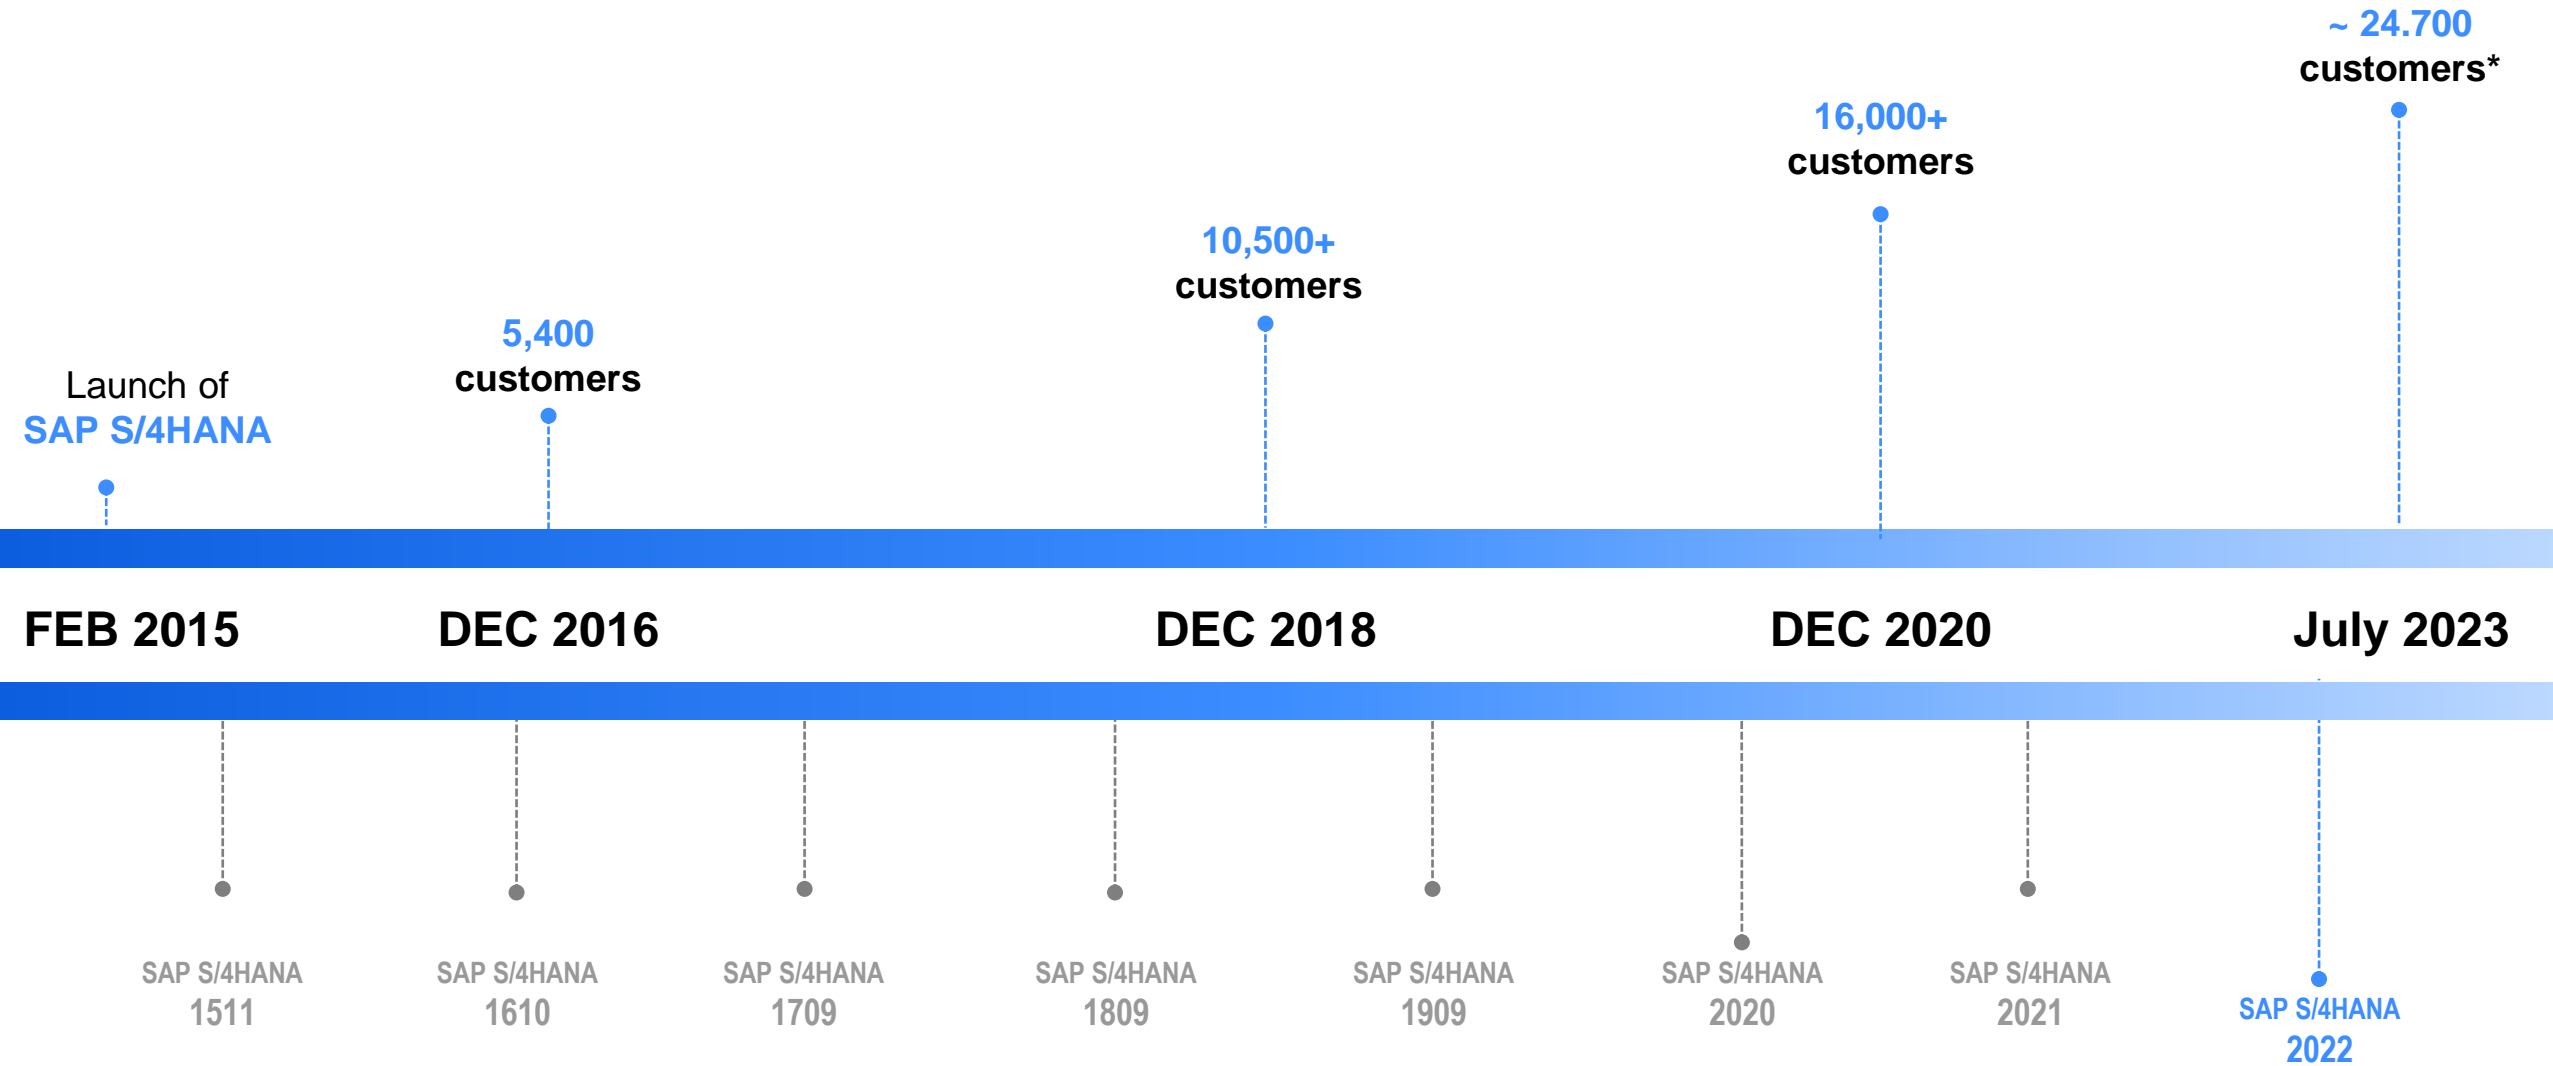 ~ 24.700
customers*
16,000+
customers
10,500+
customers
5,400
customers
Launch of
SAP S/4HANA
FEB 2015
DEC 2016
DEC 2018
DEC 2020
July 2023
SAP S/4HANA
1511
SAP S/4HANA
1610
SAP S/4HANA
1709
SAP S/4HANA
1809
SAP S/4HANA
1909
SAP S/4HANA
2020
SAP S/4HANA
2021
SAP S/4HANA
2022